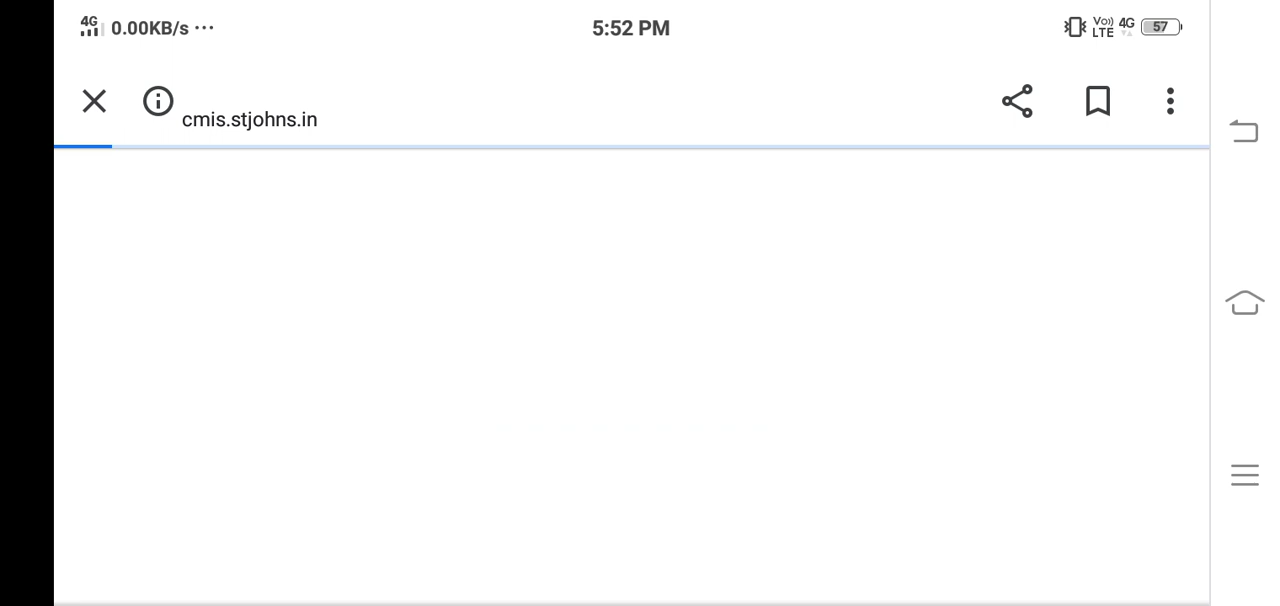 4G 0.00KB/s ··· 5:52 PM Vo)) LTE 4G 57
cmis.stjohns.in